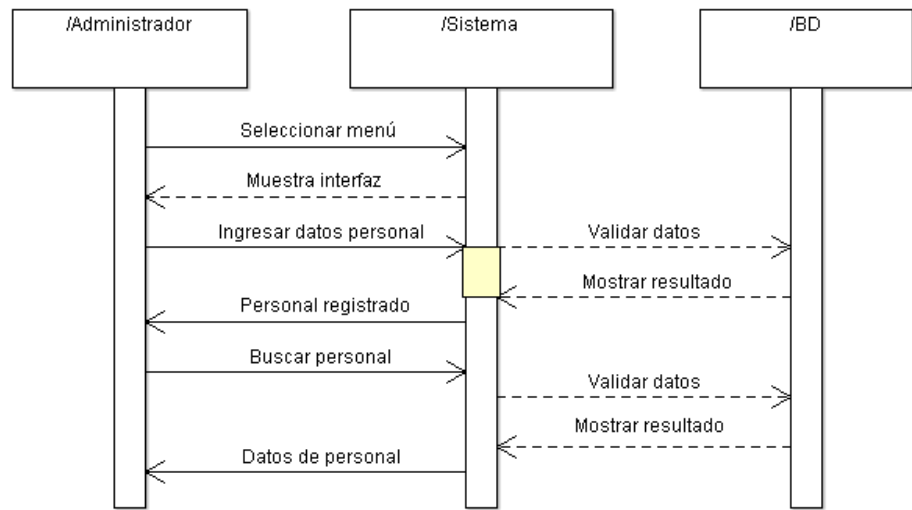 /Administrador
/Sistema
/BD
Seleccionar menú
Muestra interfaz
Ingresar datos personal
Validar datos
Mostrar resultado
Personal registrado
Buscar personal
Validar datos
Mostrar resultado
Datos de personal